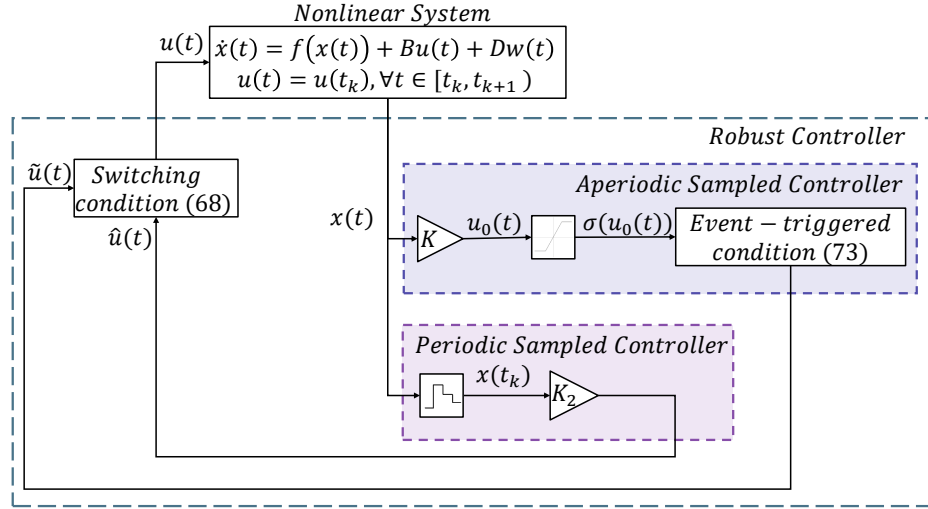 Nonlinear System
ẋ(t) = f(x(t)) + Bu(t) + Dw(t)
u(t) = u(t_k), ∀t ∈ [t_k, t_{k+1} )
u(t)
Robust Controller
ũ(t)
Switching
condition (68)
û(t)
x(t)
Aperiodic Sampled Controller
K
u_0(t)
σ(u_0(t))
Event − triggered
condition (73)
Periodic Sampled Controller
x(t_k)
K_2